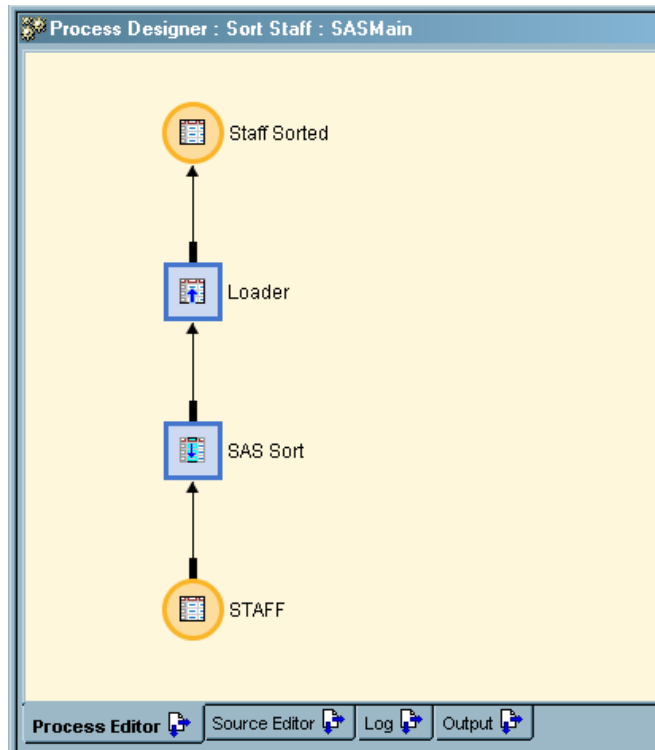 Process Designer : Sort Staff : SASMain
Staff Sorted
Loader
SAS Sort
STAFF
Process Editor Source Editor Log Output